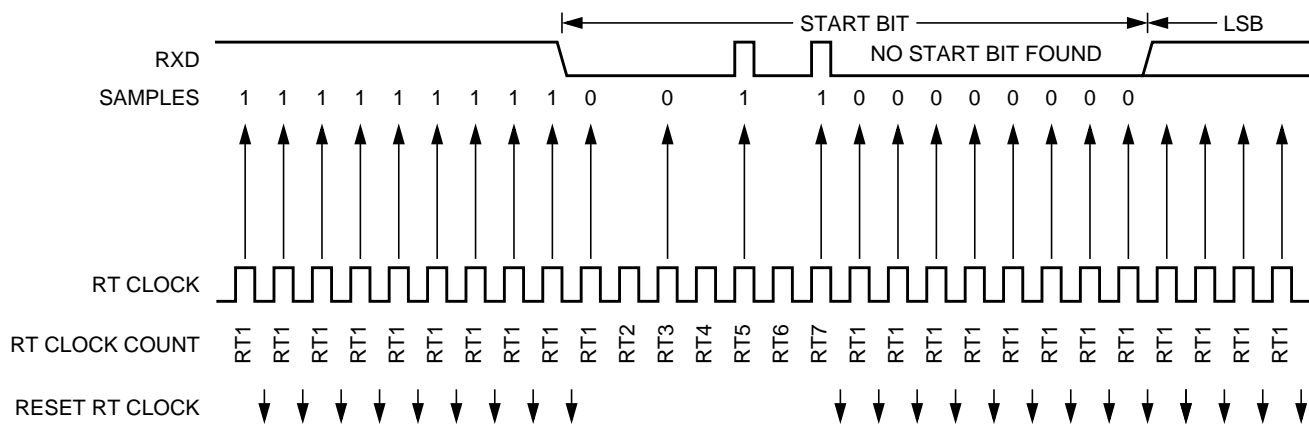 START BIT LSB
RXD NO START BIT FOUND
SAMPLES 1 1 1 1 1 1 1 1 1 0 0 1 1 0 0 0 0 0 0 0 0
RT CLOCK
RT CLOCK COUNT RT1 RT1 RT1 RT1 RT1 RT1 RT1 RT1 RT1 RT1 RT2 RT3 RT4 RT5 RT6 RT7 RT1 RT1 RT1 RT1 RT1 RT1 RT1 RT1 RT1 RT1 RT1 RT1
RESET RT CLOCK